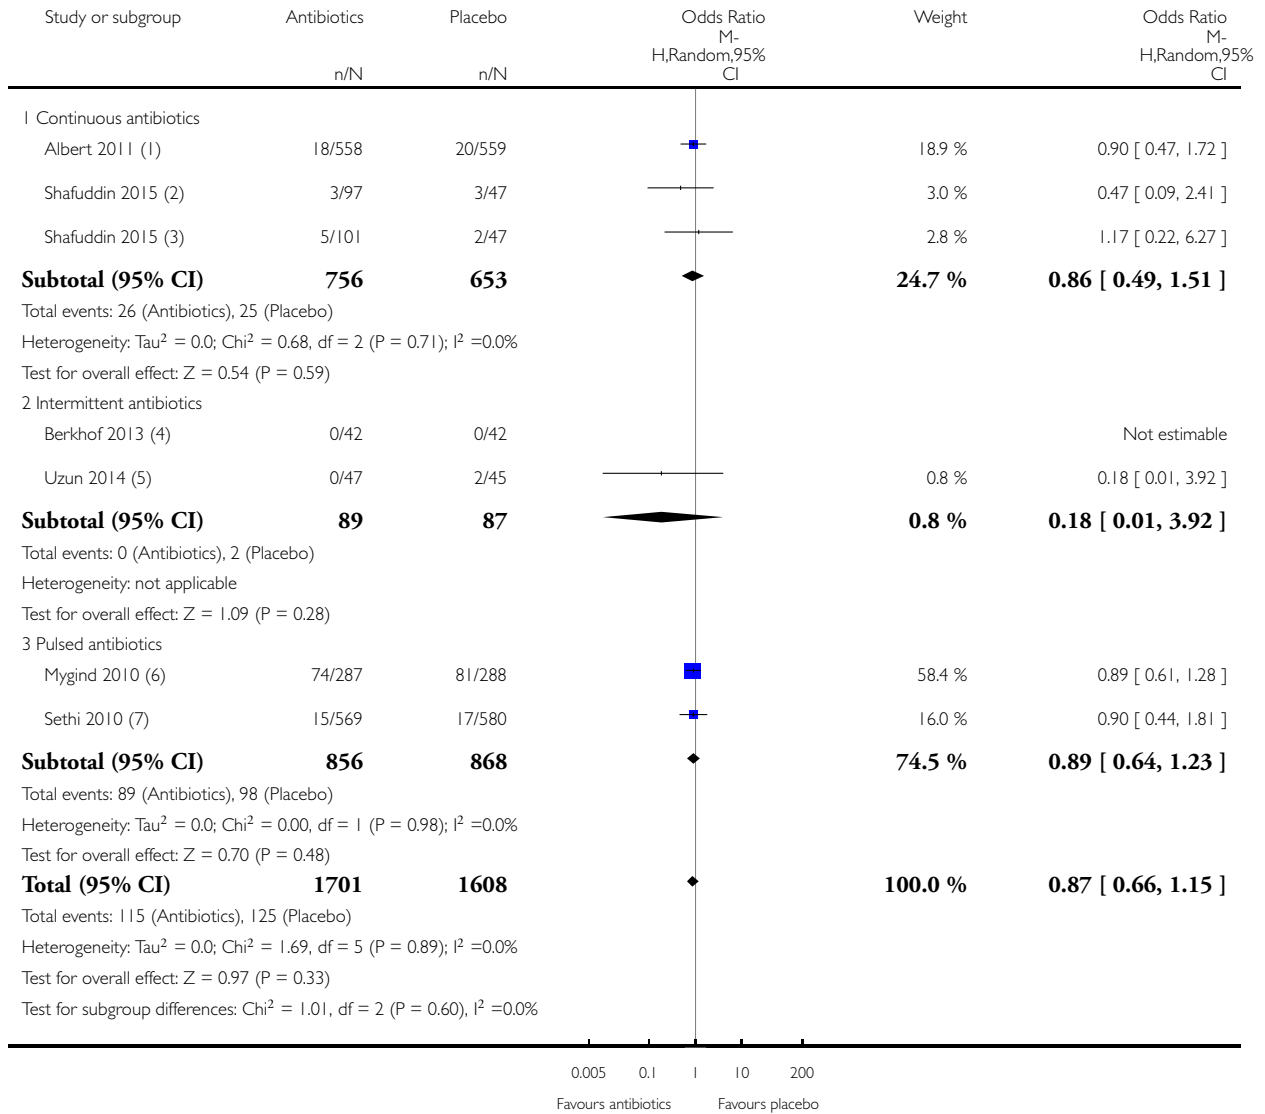 Study or subgroup Antibiotics Placebo Odds Ratio Weight Odds Ratio
M- M-
H,Random,95% H,Random,95%
n/N n/N CI CI
1 Continuous antibiotics
Albert 2011 (1) 18/558 20/559 18.9 % 0.90 [ 0.47, 1.72 ]
Shafuddin 2015 (2) 3/97 3/47 3.0 % 0.47 [ 0.09, 2.41 ]
Shafuddin 2015 (3) 5/101 2/47 2.8 % 1.17 [ 0.22, 6.27 ]
Subtotal (95% CI) 756 653 24.7 % 0.86 [ 0.49, 1.51 ]
Total events: 26 (Antibiotics), 25 (Placebo)
Heterogeneity: Tau² = 0.0; Chi² = 0.68, df = 2 (P = 0.71); I² =0.0%
Test for overall effect: Z = 0.54 (P = 0.59)
2 Intermittent antibiotics
Berkhof 2013 (4) 0/42 0/42 Not estimable
Uzun 2014 (5) 0/47 2/45 0.8 % 0.18 [ 0.01, 3.92 ]
Subtotal (95% CI) 89 87 0.8 % 0.18 [ 0.01, 3.92 ]
Total events: 0 (Antibiotics), 2 (Placebo)
Heterogeneity: not applicable
Test for overall effect: Z = 1.09 (P = 0.28)
3 Pulsed antibiotics
Mygind 2010 (6) 74/287 81/288 58.4 % 0.89 [ 0.61, 1.28 ]
Sethi 2010 (7) 15/569 17/580 16.0 % 0.90 [ 0.44, 1.81 ]
Subtotal (95% CI) 856 868 74.5 % 0.89 [ 0.64, 1.23 ]
Total events: 89 (Antibiotics), 98 (Placebo)
Heterogeneity: Tau² = 0.0; Chi² = 0.00, df = 1 (P = 0.98); I² =0.0%
Test for overall effect: Z = 0.70 (P = 0.48)
Total (95% CI) 1701 1608 100.0 % 0.87 [ 0.66, 1.15 ]
Total events: 115 (Antibiotics), 125 (Placebo)
Heterogeneity: Tau² = 0.0; Chi² = 1.69, df = 5 (P = 0.89); I² =0.0%
Test for overall effect: Z = 0.97 (P = 0.33)
Test for subgroup differences: Chi² = 1.01, df = 2 (P = 0.60), I² =0.0%
0.005 0.1 1 10 200
Favours antibiotics Favours placebo